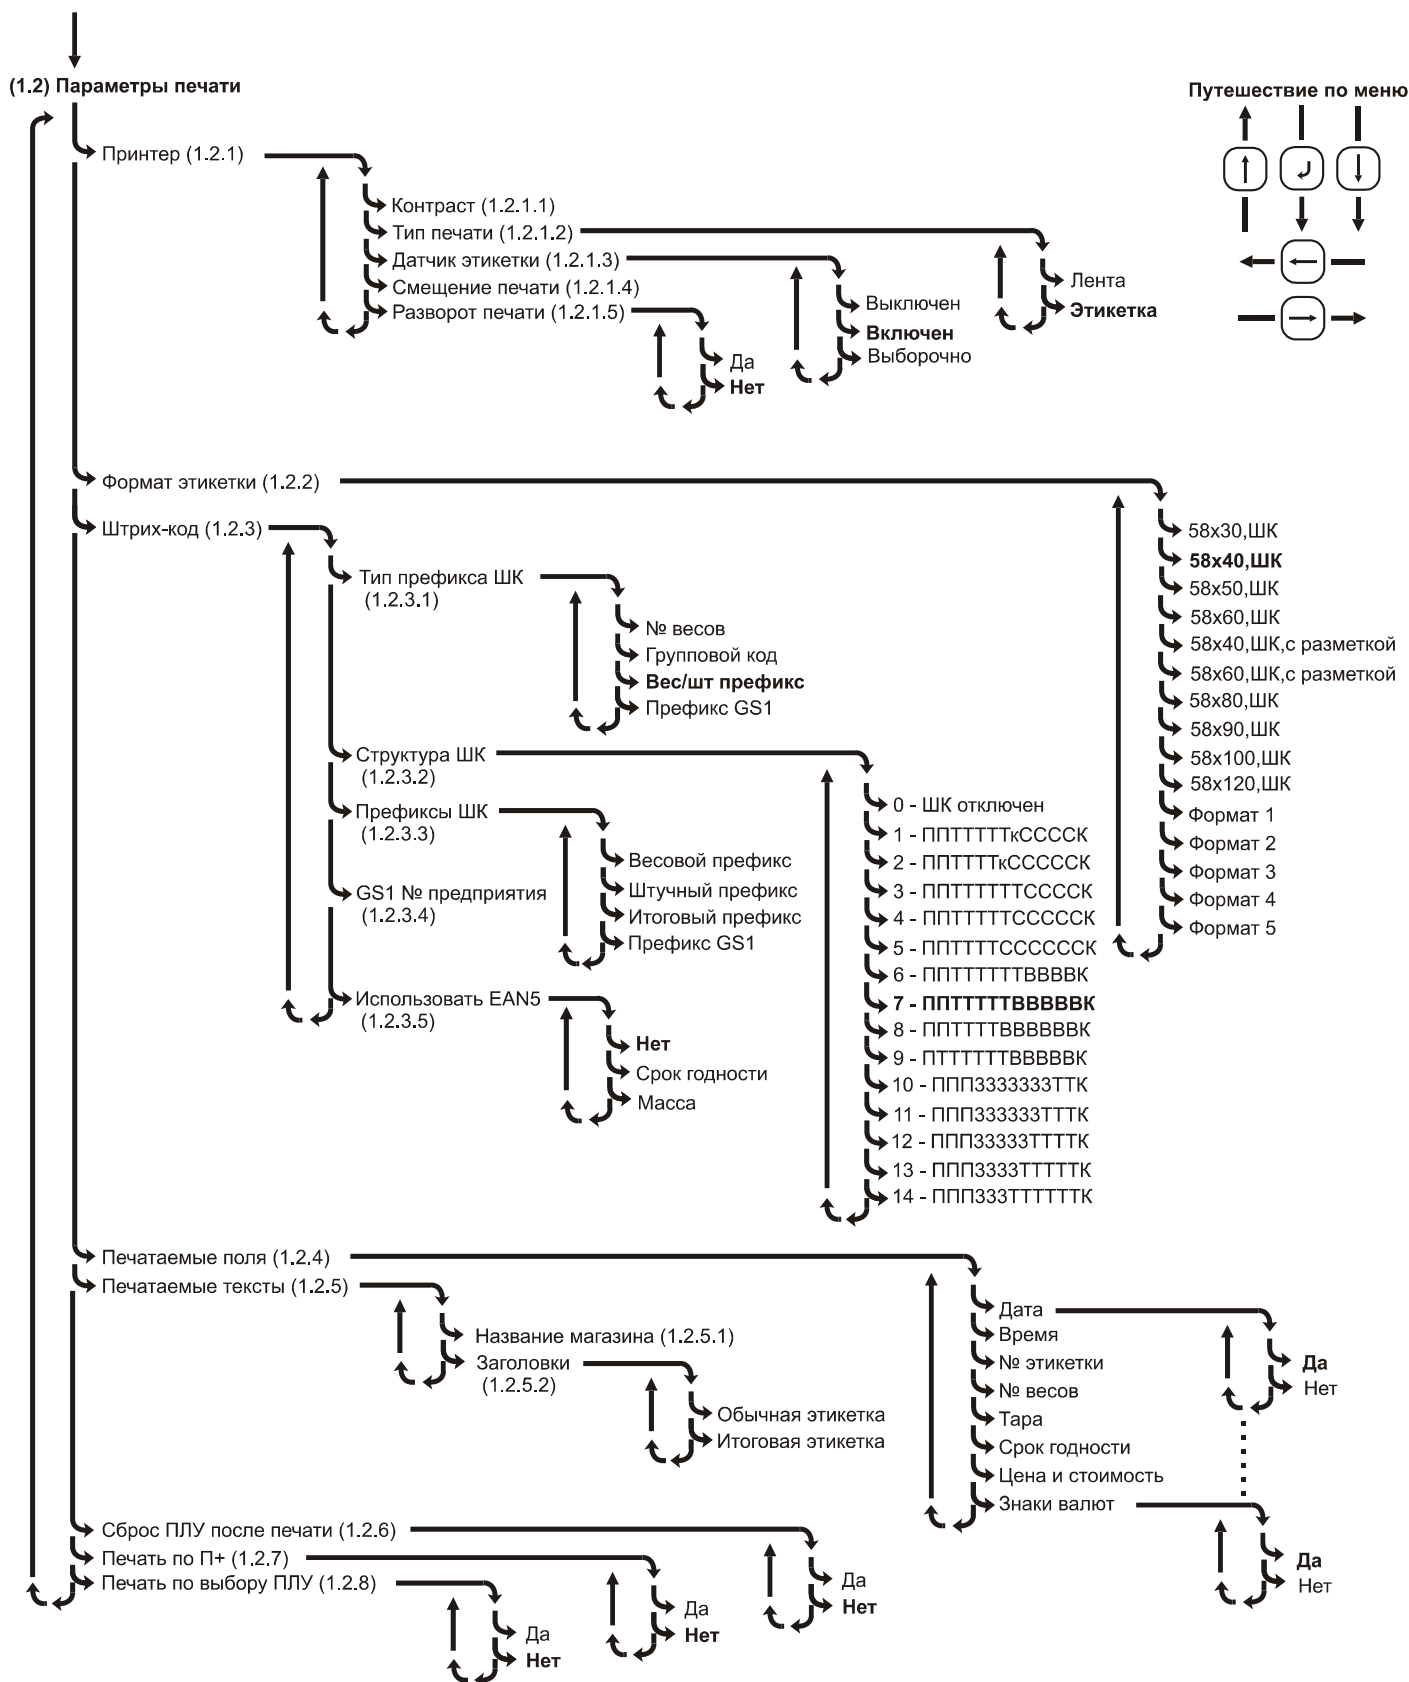 (1.2) Параметры печати
Путешествие по меню
Принтер (1.2.1)
Контраст (1.2.1.1)
Тип печати (1.2.1.2)
Датчик этикетки (1.2.1.3)
Смещение печати (1.2.1.4)
Разворот печати (1.2.1.5)
Лента
Этикетка
Выключен
Включен
Выборочно
Да
Нет
Формат этикетки (1.2.2)
58x30,ШК
58x40,ШК
58x50,ШК
58x60,ШК
58x40,ШК,с разметкой
58x60,ШК,с разметкой
58x80,ШК
58x90,ШК
58x100,ШК
58x120,ШК
Формат 1
Формат 2
Формат 3
Формат 4
Формат 5
Штрих-код (1.2.3)
Тип префикса ШК
(1.2.3.1)
№ весов
Групповой код
Вес/шт префикс
Префикс GS1
Структура ШК
(1.2.3.2)
0 - ШК отключен
1 - ППТТТТТкССССК
2 - ППТТТТкСССССК
3 - ППТТТТТТССССК
4 - ППТТТТТСССССК
5 - ППТТТТССССССК
6 - ППТТТТТТВВВВК
7 - ППТТТТТВВВВВК
8 - ППТТТТВВВВВВК
9 - ПТТТТТТВВВВВК
10 - ППП3333333ТТК
11 - ППП333333ТТТК
12 - ППП33333ТТТТК
13 - ППП3333ТТТТТК
14 - ППП333ТТТТТТК
Префиксы ШК
(1.2.3.3)
Весовой префикс
Штучный префикс
Итоговый префикс
Префикс GS1
GS1 № предприятия
(1.2.3.4)
Использовать EAN5
(1.2.3.5)
Нет
Срок годности
Масса
Печатаемые поля (1.2.4)
Дата
Время
№ этикетки
№ весов
Тара
Срок годности
Цена и стоимость
Знаки валют
Да
Нет
Да
Нет
Печатаемые тексты (1.2.5)
Название магазина (1.2.5.1)
Заголовки
(1.2.5.2)
Обычная этикетка
Итоговая этикетка
Сброс ПЛУ после печати (1.2.6)
Да
Нет
Печать по П+ (1.2.7)
Да
Нет
Печать по выбору ПЛУ (1.2.8)
Да
Нет